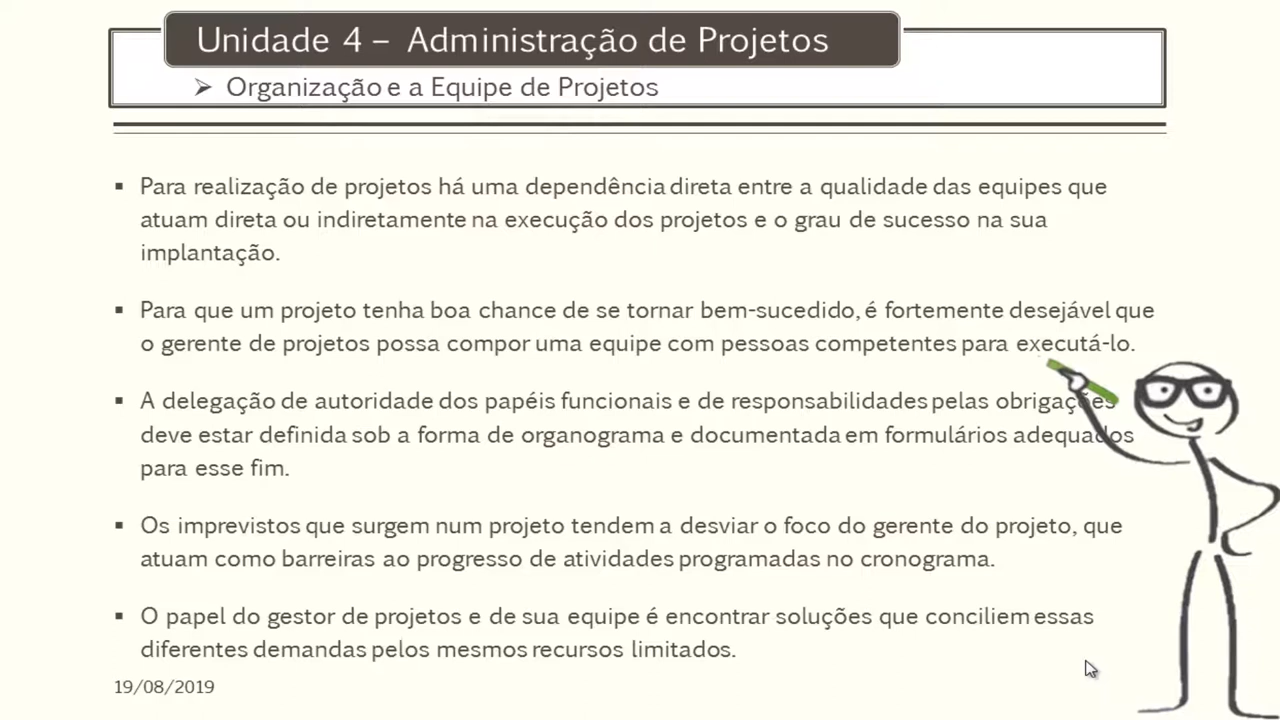 Unidade 4 – Administração de Projetos
➢ Organização e a Equipe de Projetos
▪ Para realização de projetos há uma dependência direta entre a qualidade das equipes que
atuam direta ou indiretamente na execução dos projetos e o grau de sucesso na sua
implantação.
▪ Para que um projeto tenha boa chance de se tornar bem-sucedido, é fortemente desejável que
o gerente de projetos possa compor uma equipe com pessoas competentes para executá-lo.
▪ A delegação de autoridade dos papéis funcionais e de responsabilidades pelas obrigações
deve estar definida sob a forma de organograma e documentada em formulários adequados
para esse fim.
▪ Os imprevistos que surgem num projeto tendem a desviar o foco do gerente do projeto, que
atuam como barreiras ao progresso de atividades programadas no cronograma.
▪ O papel do gestor de projetos e de sua equipe é encontrar soluções que conciliem essas
diferentes demandas pelos mesmos recursos limitados.
19/08/2019